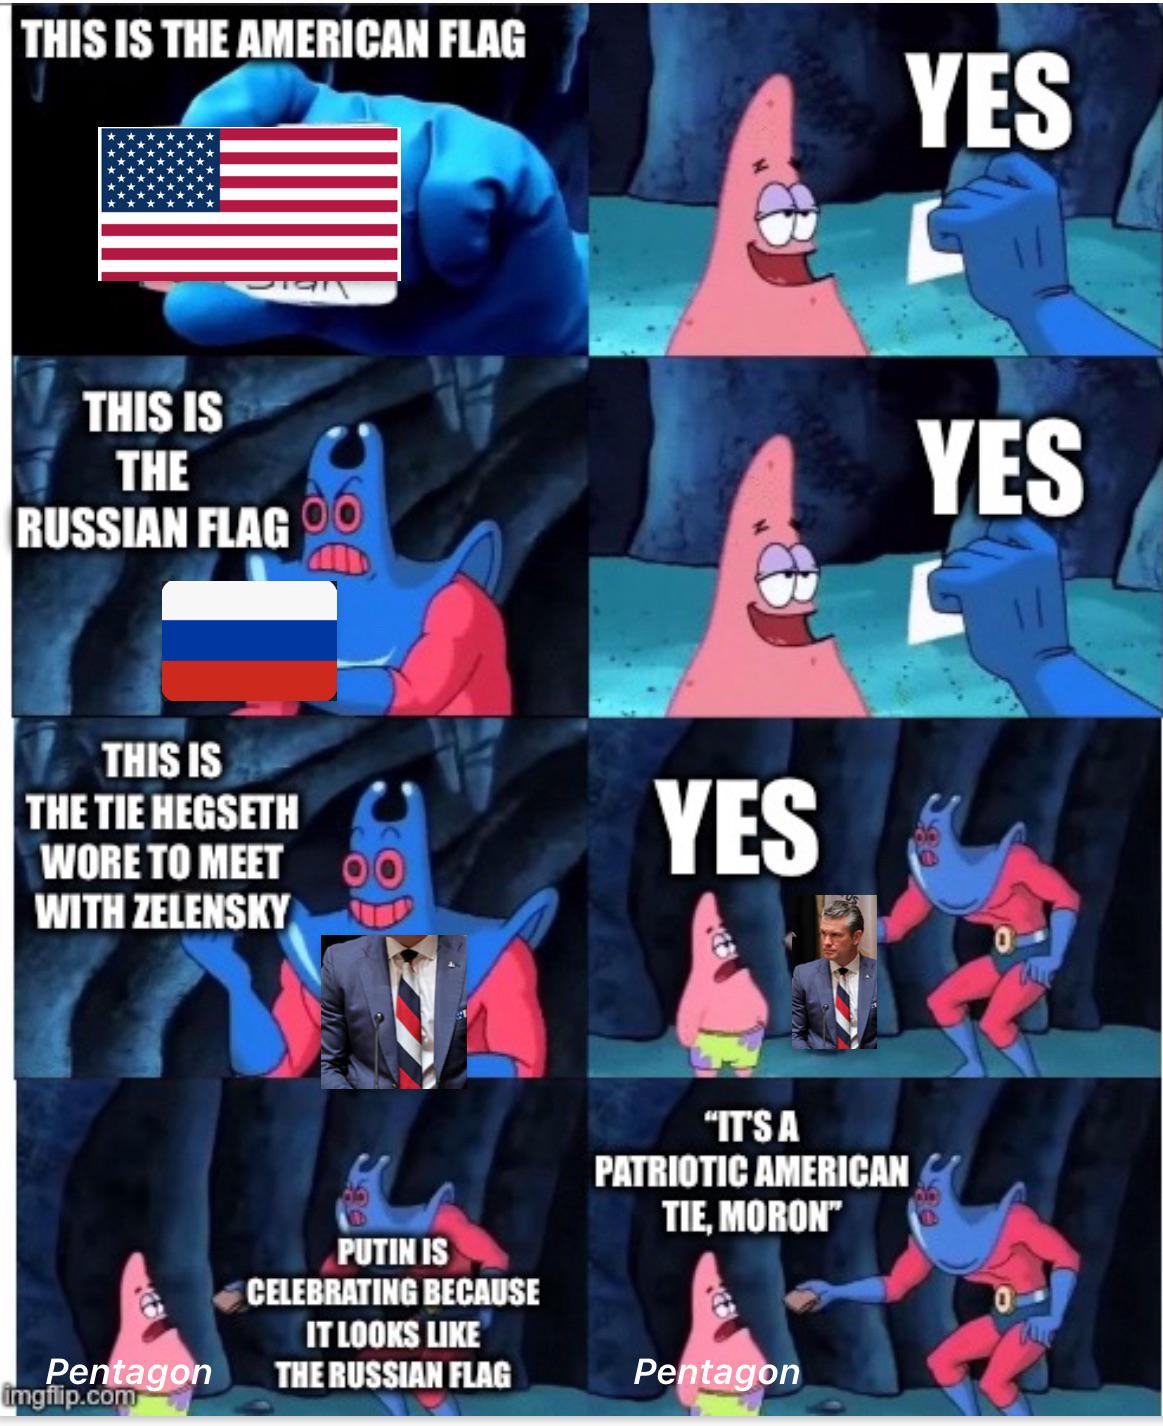 THIS IS THE AMERICAN FLAG
YES
THIS IS
THE
RUSSIAN FLAG
YES
THIS IS
THE TIE HEGSETH
WORE TO MEET
WITH ZELENSKY
YES
PUTIN IS
CELEBRATING BECAUSE
IT LOOKS LIKE
THE RUSSIAN FLAG
Pentagon
“IT'S A
PATRIOTIC AMERICAN
TIE, MORON”
Pentagon
imgflip.com